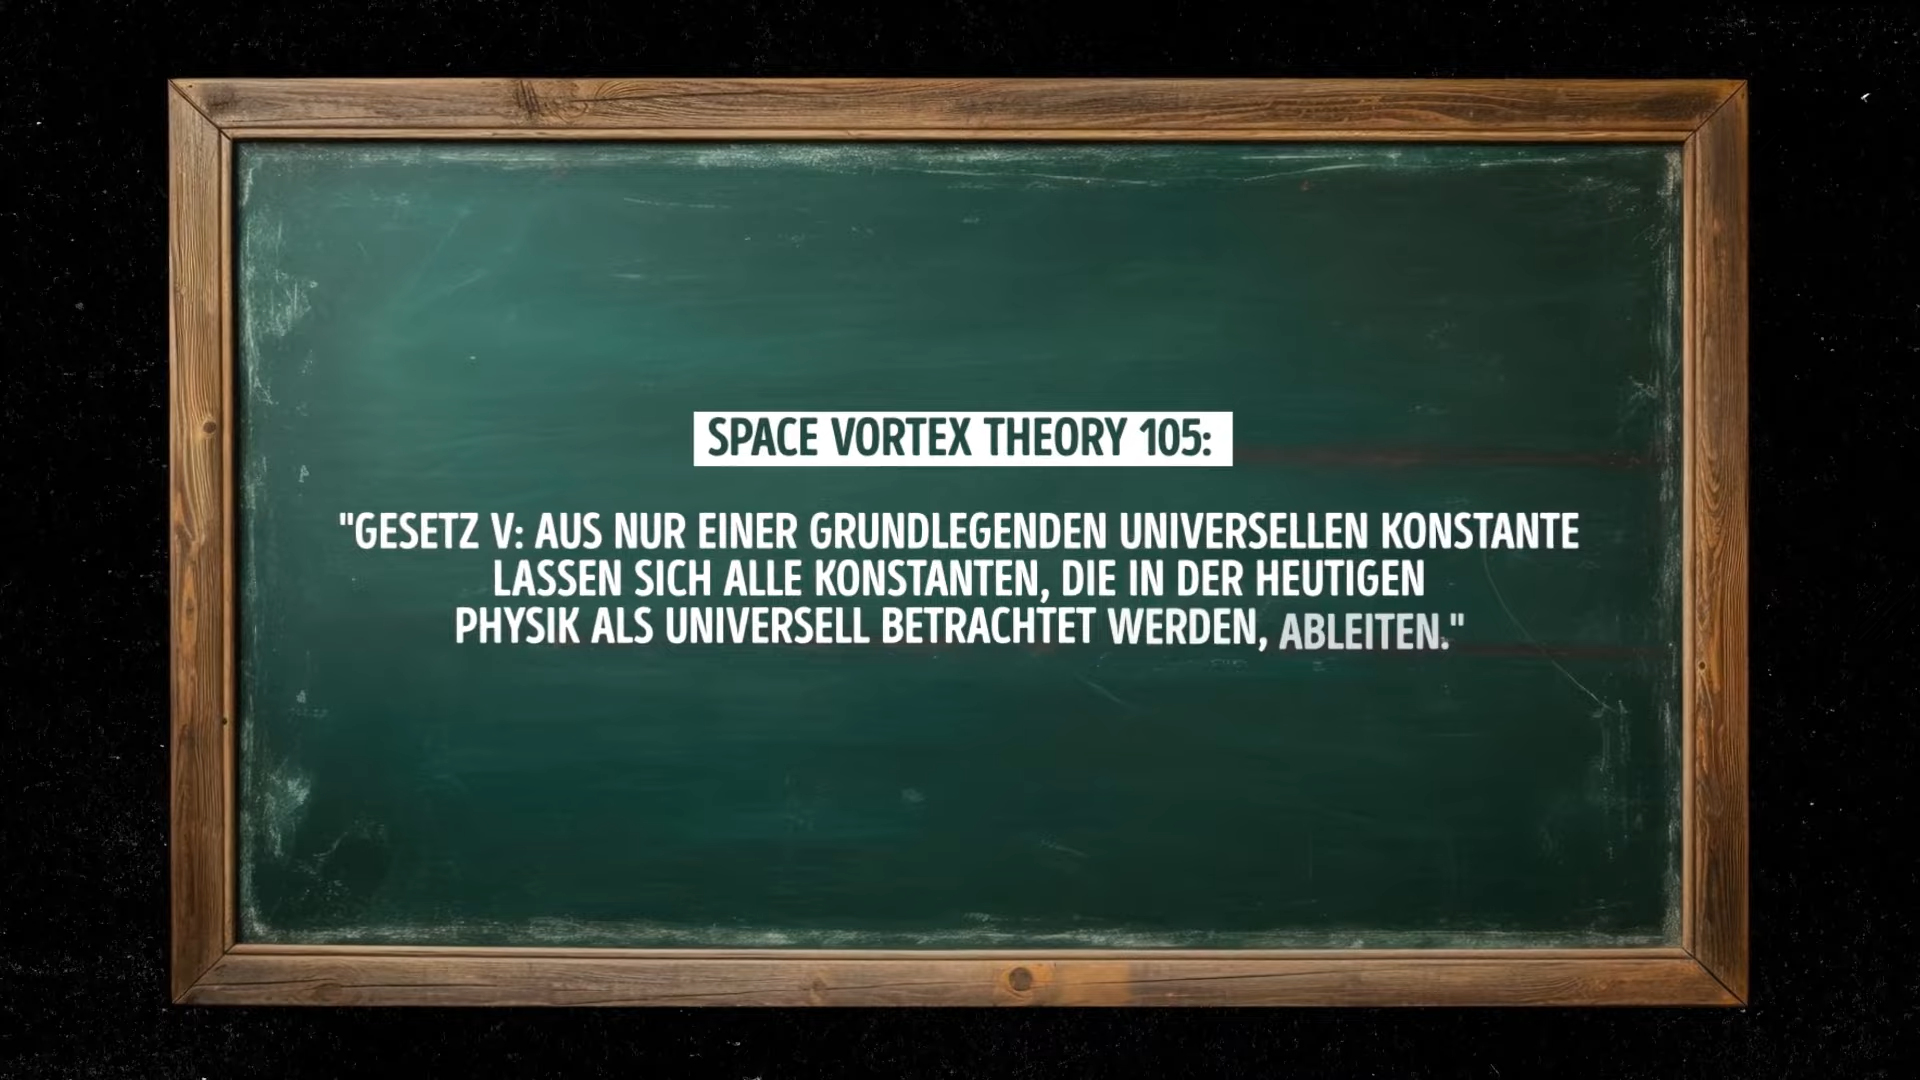 SPACE VORTEX THEORY 105:
"GESETZ V: AUS NUR EINER GRUNDLEGENDEN UNIVERSELLEN KONSTANTE
LASSEN SICH ALLE KONSTANTEN, DIE IN DER HEUTIGEN
PHYSIK ALS UNIVERSELL BETRACHTET WERDEN, ABLEITEN."